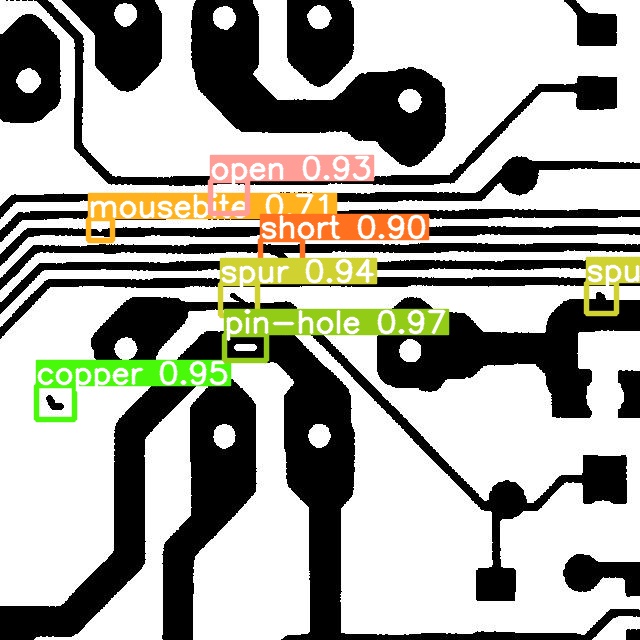 open 0.93
mousebite 0.71
short 0.90
spur 0.94
spu
pin-hole 0.97
copper 0.95